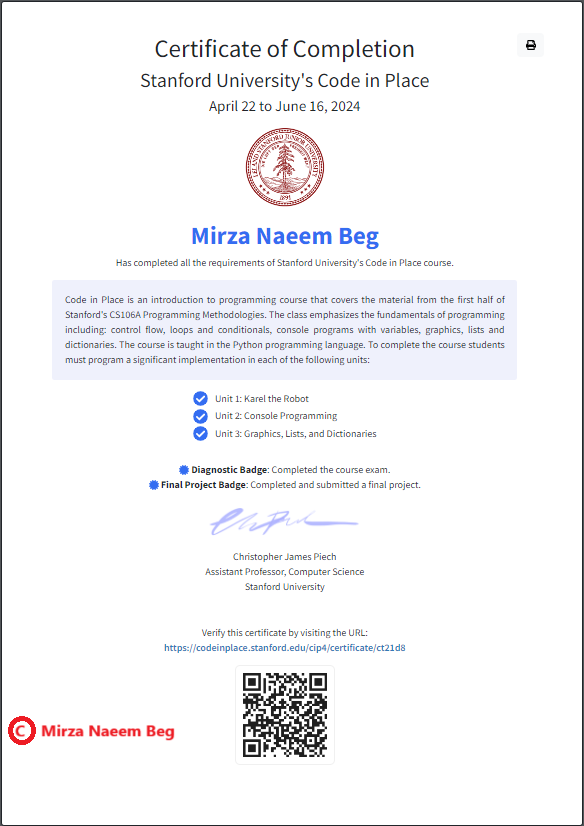 Certificate of Completion
Stanford University's Code in Place
April 22 to June 16, 2024
LELAND STANFORD JUNIOR UNIVERSITY
1891
Mirza Naeem Beg
Has completed all the requirements of Stanford University's Code in Place course.
Code in Place is an introduction to programming course that covers the material from the first half of
Stanford's CS106A Programming Methodologies. The class emphasizes the fundamentals of programming
including: control flow, loops and conditionals, console programs with variables, graphics, lists and
dictionaries. The course is taught in the Python programming language. To complete the course students
must program a significant implementation in each of the following units:
Unit 1: Karel the Robot
Unit 2: Console Programming
Unit 3: Graphics, Lists, and Dictionaries
Diagnostic Badge: Completed the course exam.
Final Project Badge: Completed and submitted a final project.
Christopher James Piech
Assistant Professor, Computer Science
Stanford University
Verify this certificate by visiting the URL:
https://codeinplace.stanford.edu/cip4/certificate/ct21d8
C Mirza Naeem Beg